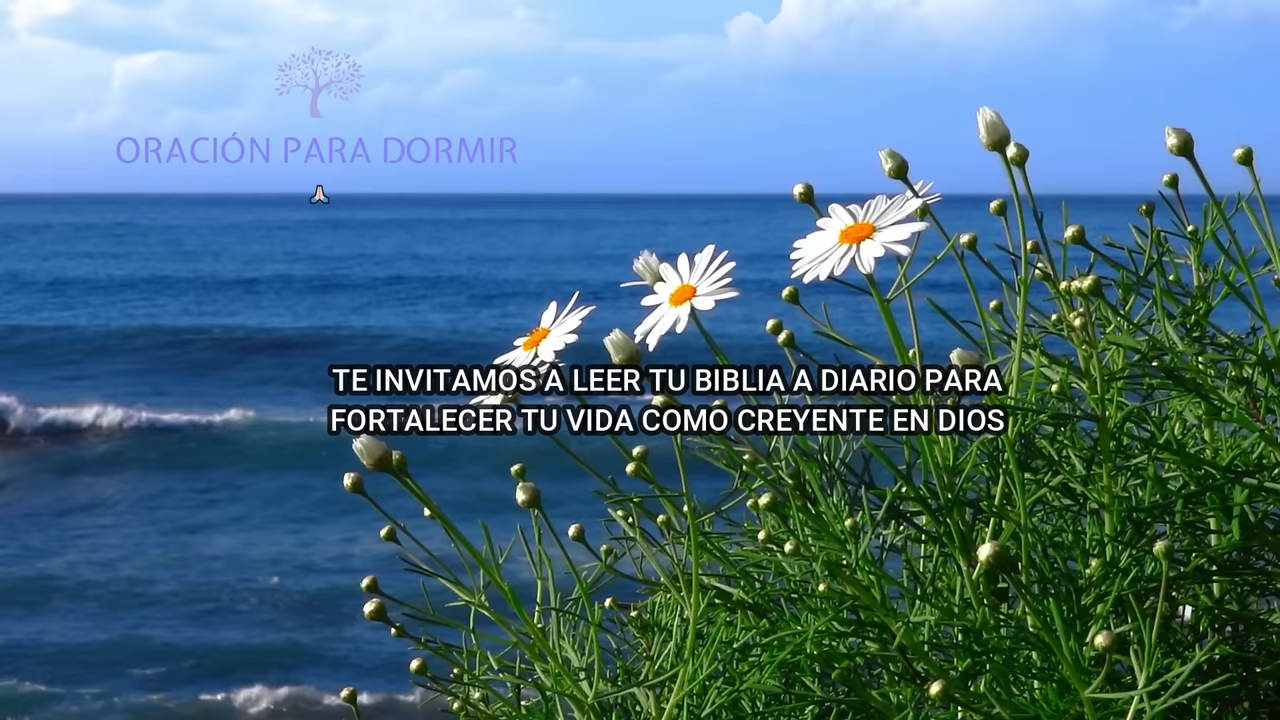 ORACIÓN PARA DORMIR
🙏🏻
TE INVITAMOS A LEER TU BIBLIA A DIARIO PARA
FORTALECER TU VIDA COMO CREYENTE EN DIOS